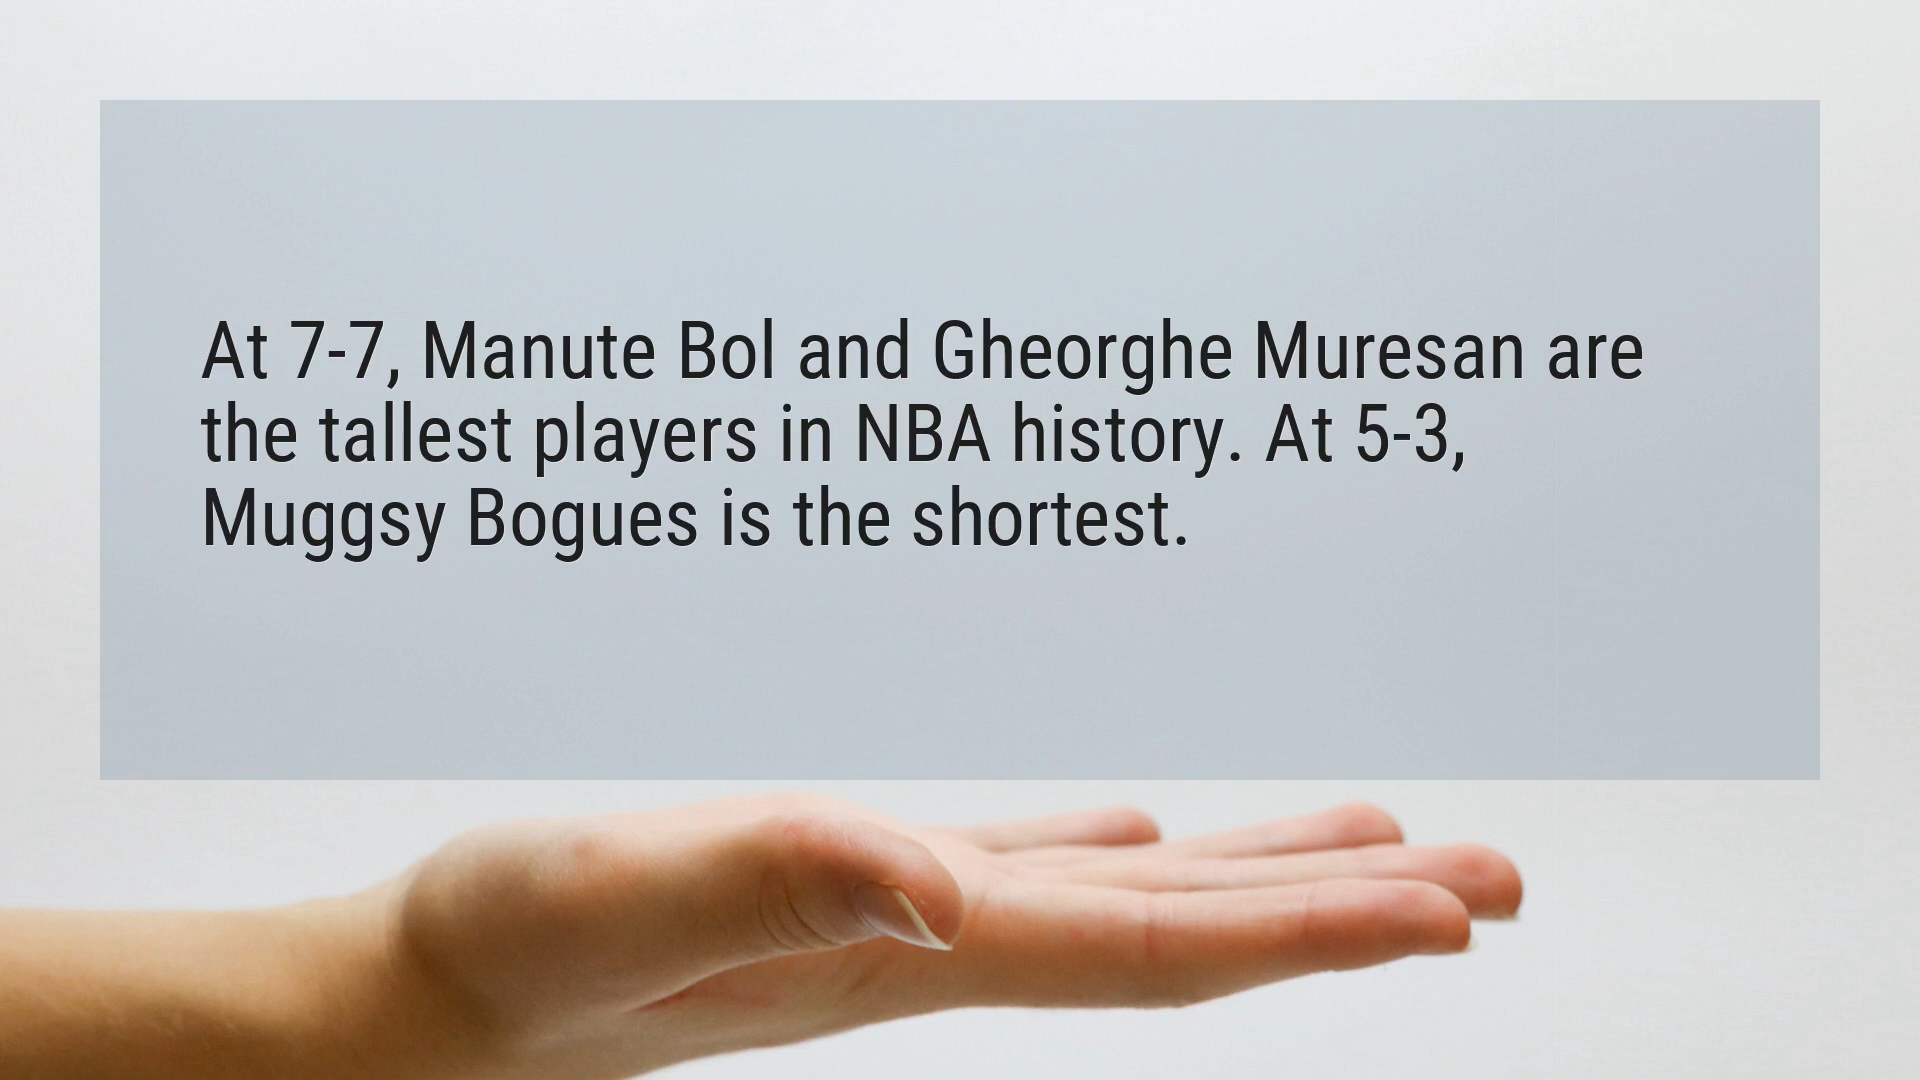 At 7-7, Manute Bol and Gheorghe Muresan are
the tallest players in NBA history. At 5-3,
Muggsy Bogues is the shortest.